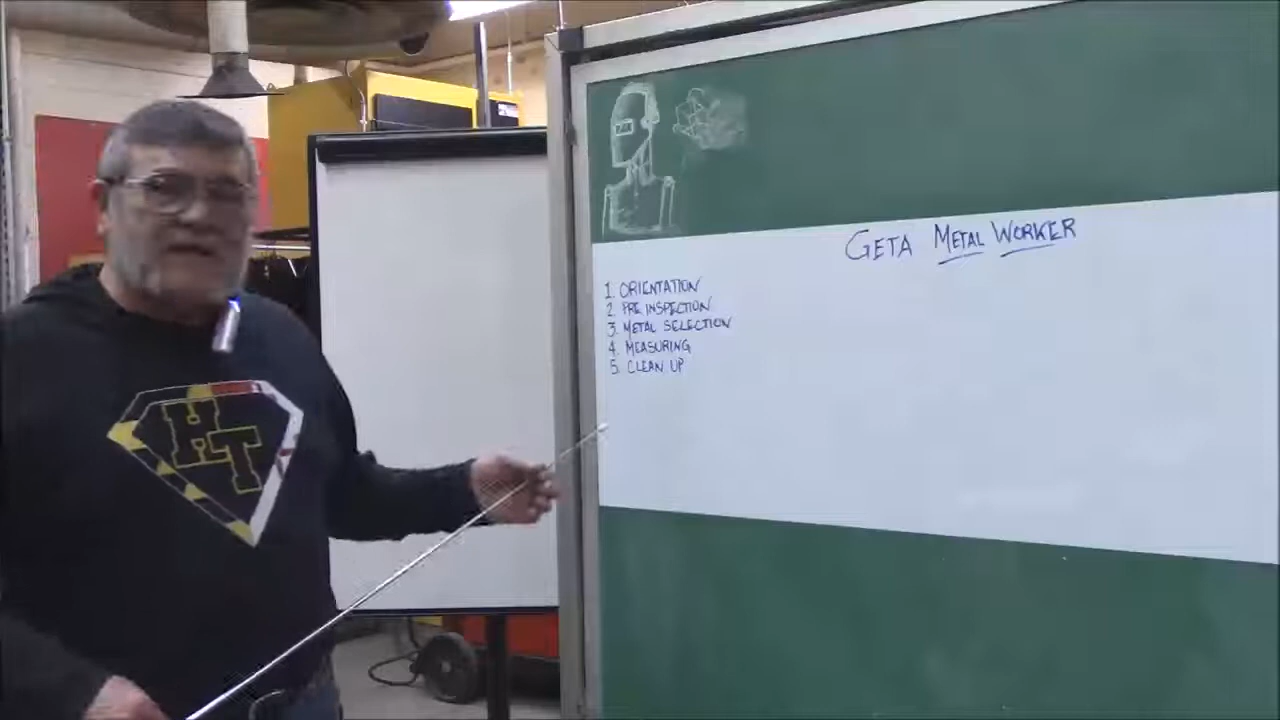 GETA METAL WORKER
1. ORIENTATION
2. PRE INSPECTION
3. METAL SELECTION
4. MEASURING
5. CLEAN UP
HT